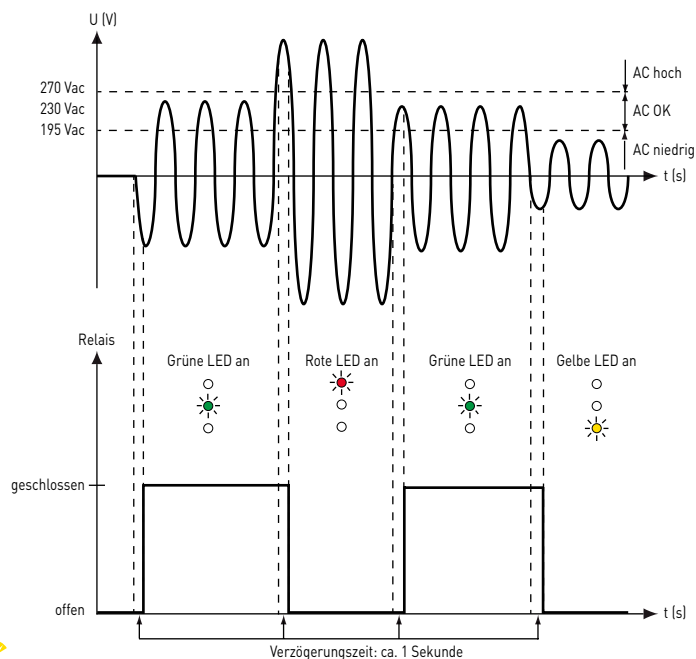 U (V)
270 Vac
230 Vac
195 Vac
AC hoch
AC OK
AC niedrig
t (s)
Relais
Grüne LED an
Rote LED an
Grüne LED an
Gelbe LED an
geschlossen
offen
t (s)
Verzögerungszeit: ca. 1 Sekunde